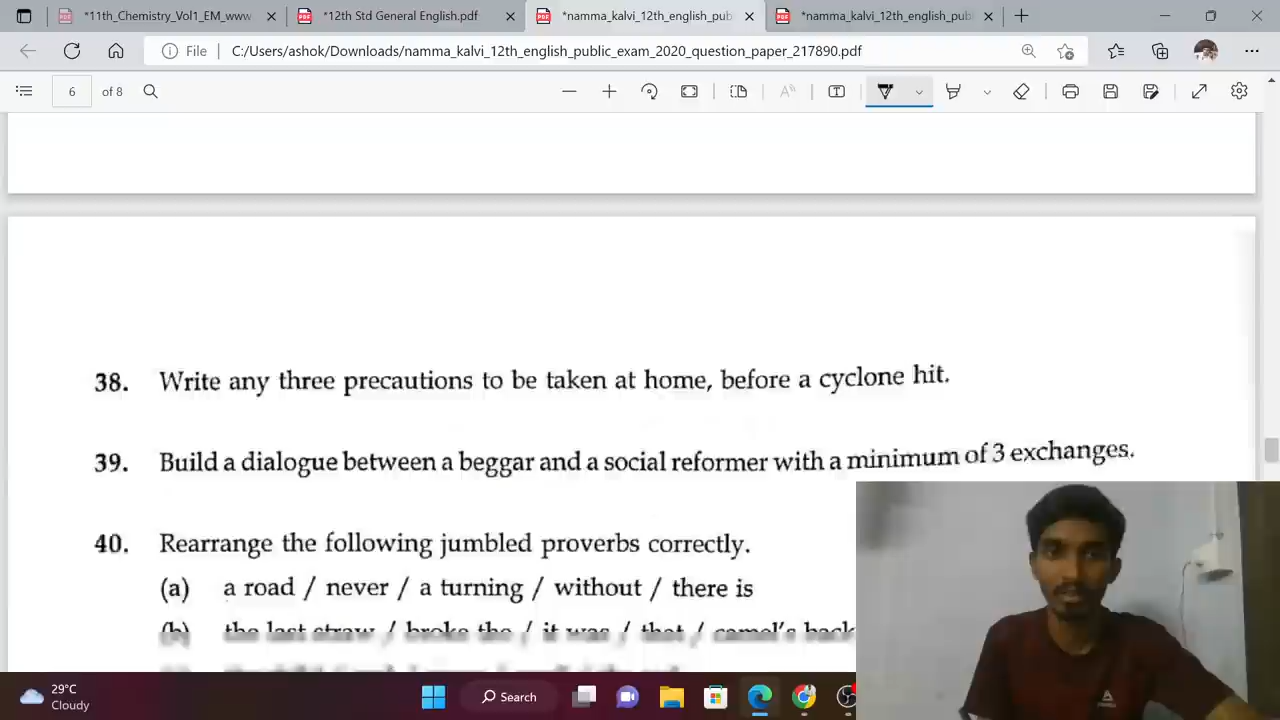 *11th_Chemistry_Vol1_EM_www
*12th Std General English.pdf
*namma_kalvi_12th_english_pub
*namma_kalvi_12th_english_publ
File
C:/Users/ashok/Downloads/namma_kalvi_12th_english_public_exam_2020_question_paper_217890.pdf
6 of 8
38. Write any three precautions to be taken at home, before a cyclone hit.
39. Build a dialogue between a beggar and a social reformer with a minimum of 3 exchanges.
40. Rearrange the following jumbled proverbs correctly.
(a) a road / never / a turning / without / there is
(b) the last straw / broke the / it was / that / camel's back
29°C
Cloudy
Search